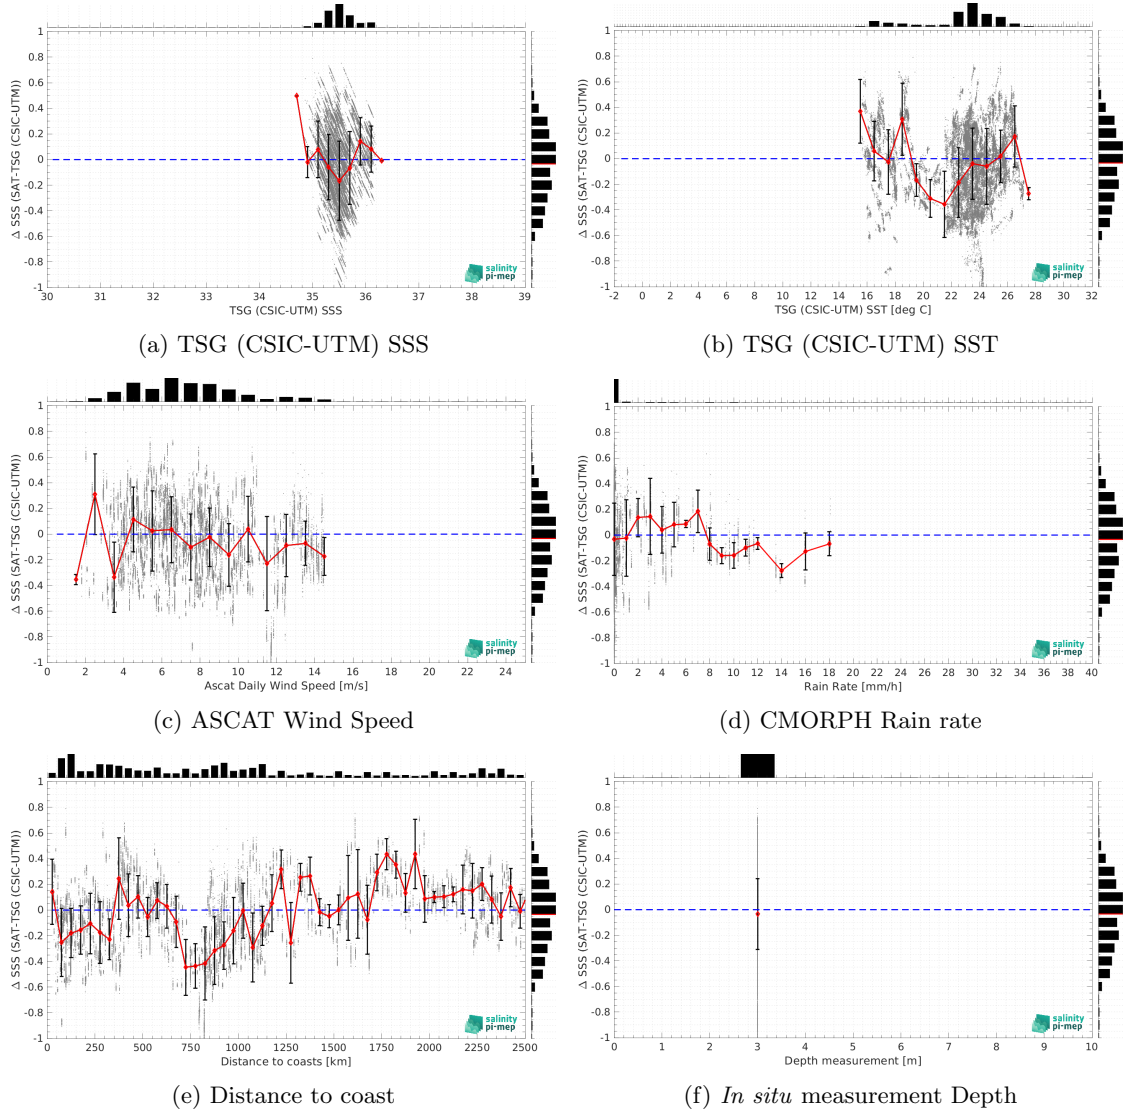 1
0.8
0.6
0.4
0.2
0
-0.2
-0.4
-0.6
-0.8
-1
Δ SSS (SAT-TSG (CSIC-UTM))
30 31 32 33 34 35 36 37 38 39
TSG (CSIC-UTM) SSS
salinity
pi-mep
(a) TSG (CSIC-UTM) SSS
1
0.8
0.6
0.4
0.2
0
-0.2
-0.4
-0.6
-0.8
-1
Δ SSS (SAT-TSG (CSIC-UTM))
-2 0 2 4 6 8 10 12 14 16 18 20 22 24 26 28 30 32
TSG (CSIC-UTM) SST [deg C]
salinity
pi-mep
(b) TSG (CSIC-UTM) SST
1
0.8
0.6
0.4
0.2
0
-0.2
-0.4
-0.6
-0.8
-1
Δ SSS (SAT-TSG (CSIC-UTM))
0 2 4 6 8 10 12 14 16 18 20 22 24
Ascat Daily Wind Speed [m/s]
salinity
pi-mep
(c) ASCAT Wind Speed
1
0.8
0.6
0.4
0.2
0
-0.2
-0.4
-0.6
-0.8
-1
Δ SSS (SAT-TSG (CSIC-UTM))
0 2 4 6 8 10 12 14 16 18 20 22 24 26 28 30 32 34 36 38 40
Rain Rate [mm/h]
salinity
pi-mep
(d) CMORPH Rain rate
1
0.8
0.6
0.4
0.2
0
-0.2
-0.4
-0.6
-0.8
-1
Δ SSS (SAT-TSG (CSIC-UTM))
0 250 500 750 1000 1250 1500 1750 2000 2250 2500
Distance to coasts [km]
salinity
pi-mep
(e) Distance to coast
1
0.8
0.6
0.4
0.2
0
-0.2
-0.4
-0.6
-0.8
-1
Δ SSS (SAT-TSG (CSIC-UTM))
0 1 2 3 4 5 6 7 8 9 10
Depth measurement [m]
salinity
pi-mep
(f) In situ measurement Depth